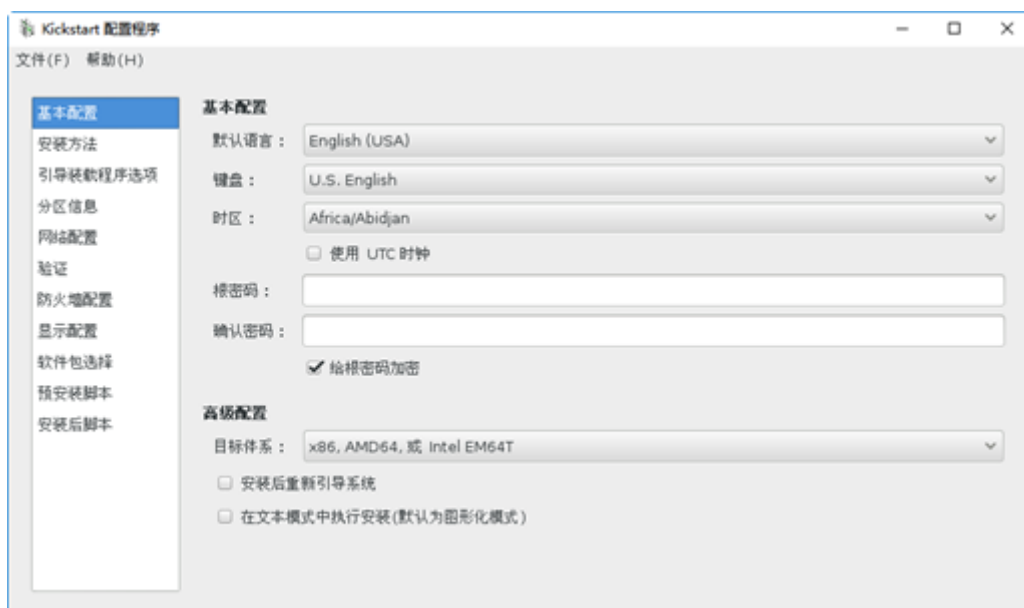 Kickstart 配置程序
文件(F) 帮助(H)
基本配置
安装方法
引导装载程序选项
分区信息
网络配置
验证
防火墙配置
显示配置
软件包选择
预安装脚本
安装后脚本
基本配置
默认语言： English (USA)
键盘： U.S. English
时区： Africa/Abidjan
使用 UTC 时钟
根密码：
确认密码：
给根密码加密
高级配置
目标体系： x86, AMD64, 或 Intel EM64T
安装后重新引导系统
在文本模式中执行安装(默认为图形化模式)